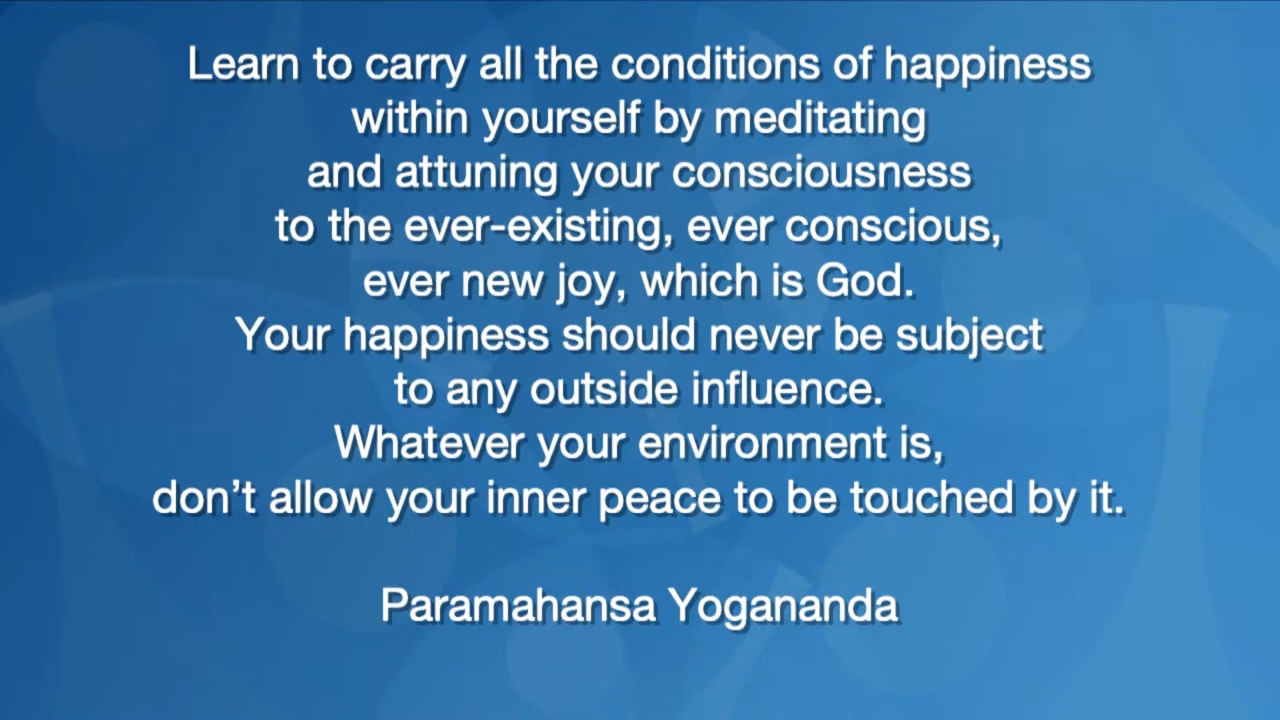 Learn to carry all the conditions of happiness
within yourself by meditating
and attuning your consciousness
to the ever-existing, ever conscious,
ever new joy, which is God.
Your happiness should never be subject
to any outside influence.
Whatever your environment is,
don’t allow your inner peace to be touched by it.
Paramahansa Yogananda